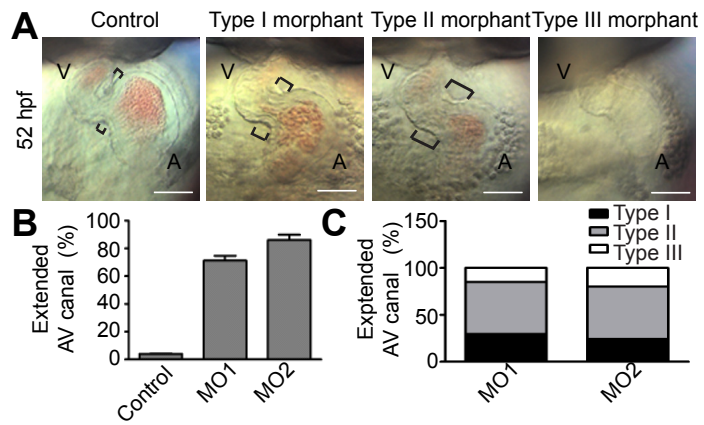 A
Control
Type I morphant
Type II morphant
Type III morphant
52 hpf
V
A
V
A
V
A
V
A
B
Extended
AV canal (%)
100
80
60
40
20
0
Control
MO1
MO2
C
Exptended
AV canal (%)
150
100
50
0
Type I
Type II
Type III
MO1
MO2